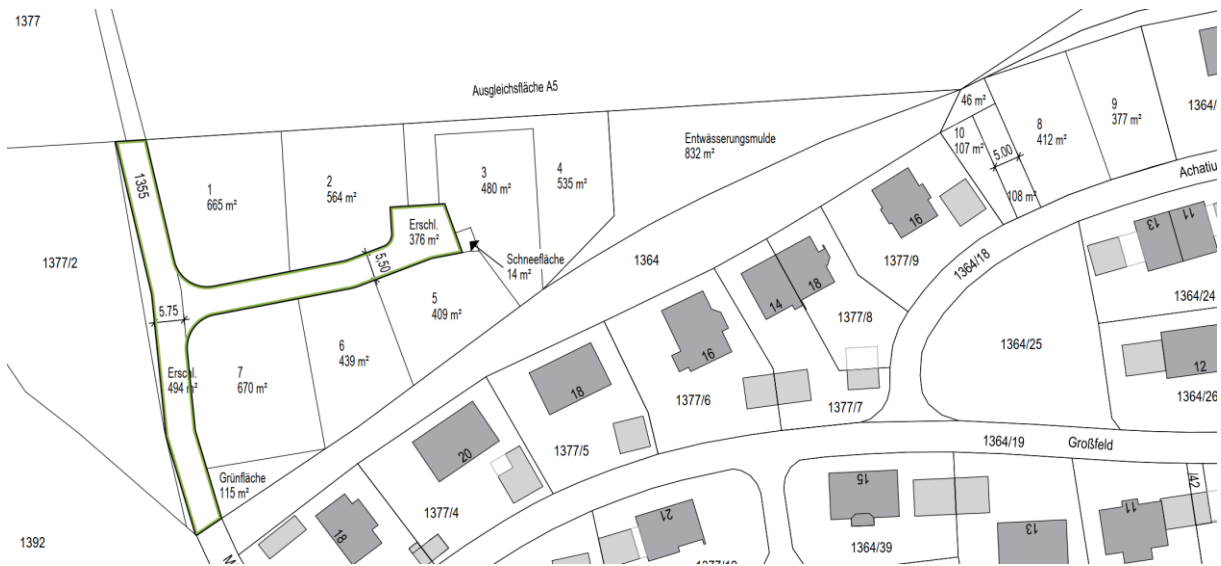 1377
Ausgleichsfläche A5
46 m²
9
377 m²
8
412 m²
1364/
10
107 m²
5.00
108 m²
Entwässerungsmulde
832 m²
3
480 m²
4
535 m²
2
564 m²
1
665 m²
1355
Achatiu
16
11
13
Erschl.
376 m²
1377/2
5.50
Schneefläche
14 m²
1364
1377/9
1364/18
1364/24
14
18
5.75
5
409 m²
1377/8
1364/25
6
439 m²
16
12
Erschl.
494 m²
7
670 m²
18
1377/6
1377/7
1364/26
1377/5
1364/19
Großfeld
20
Grünfläche
115 m²
1377/4
15
/42
21
11
13
18
1392
1364/39